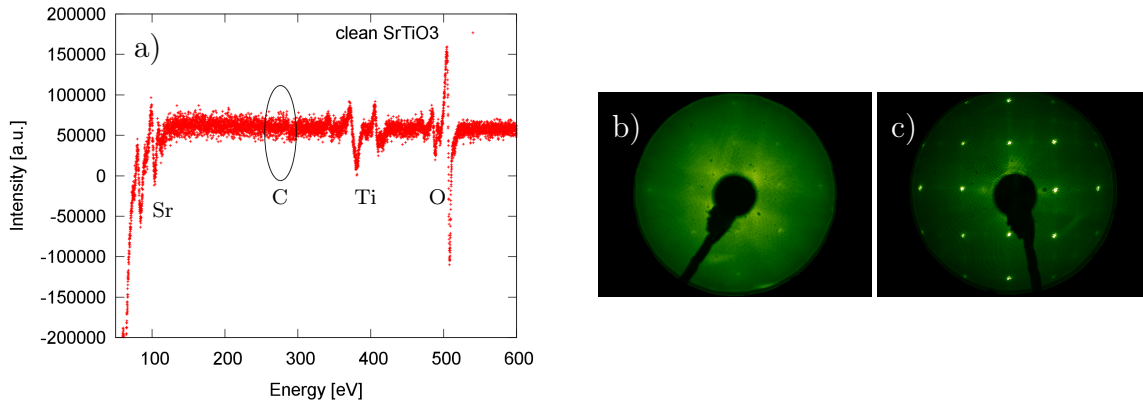 a)
clean SrTiO3
200000
150000
100000
50000
0
-50000
-100000
-150000
-200000
Intensity [a.u.]
Sr
C
Ti
O
100
200
300
400
500
600
Energy [eV]
b)
c)